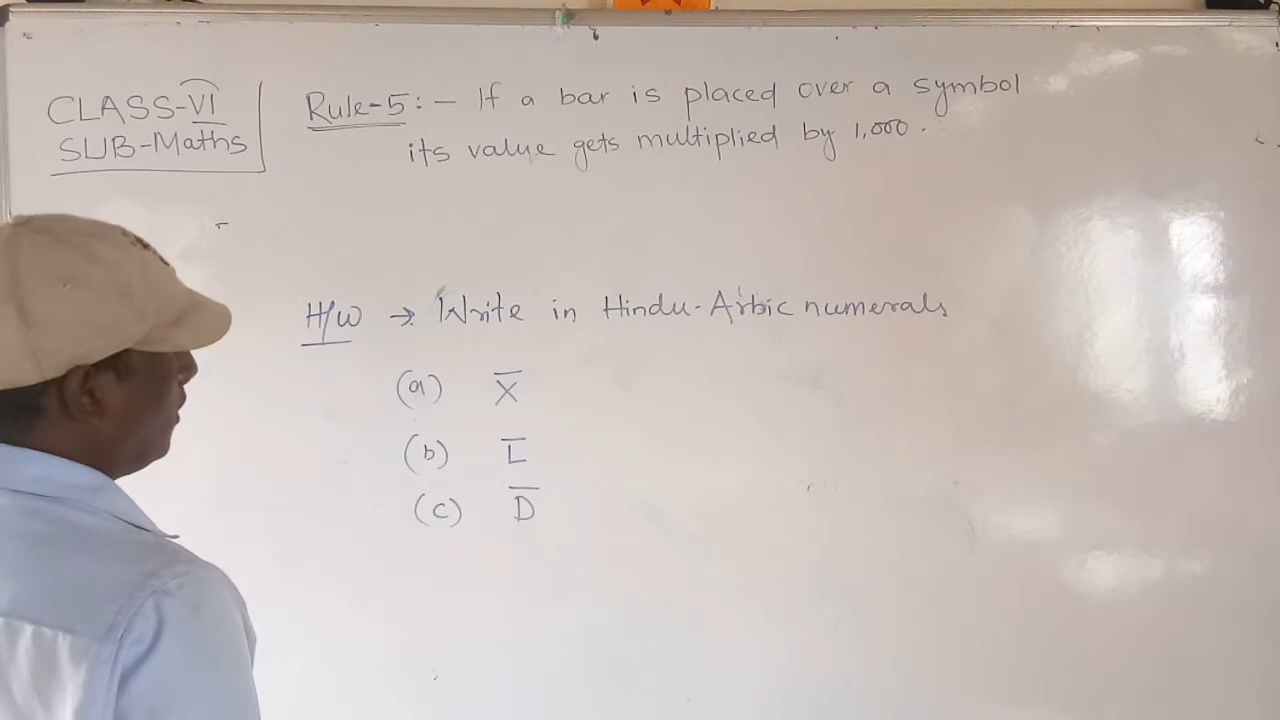 CLASS-VI
SUB-Maths
Rule-5:- If a bar is placed over a symbol
its value gets multiplied by 1,000.
H/W → Write in Hindu-Arbic numerals
(a) X̅
(b) L̅
(c) D̅